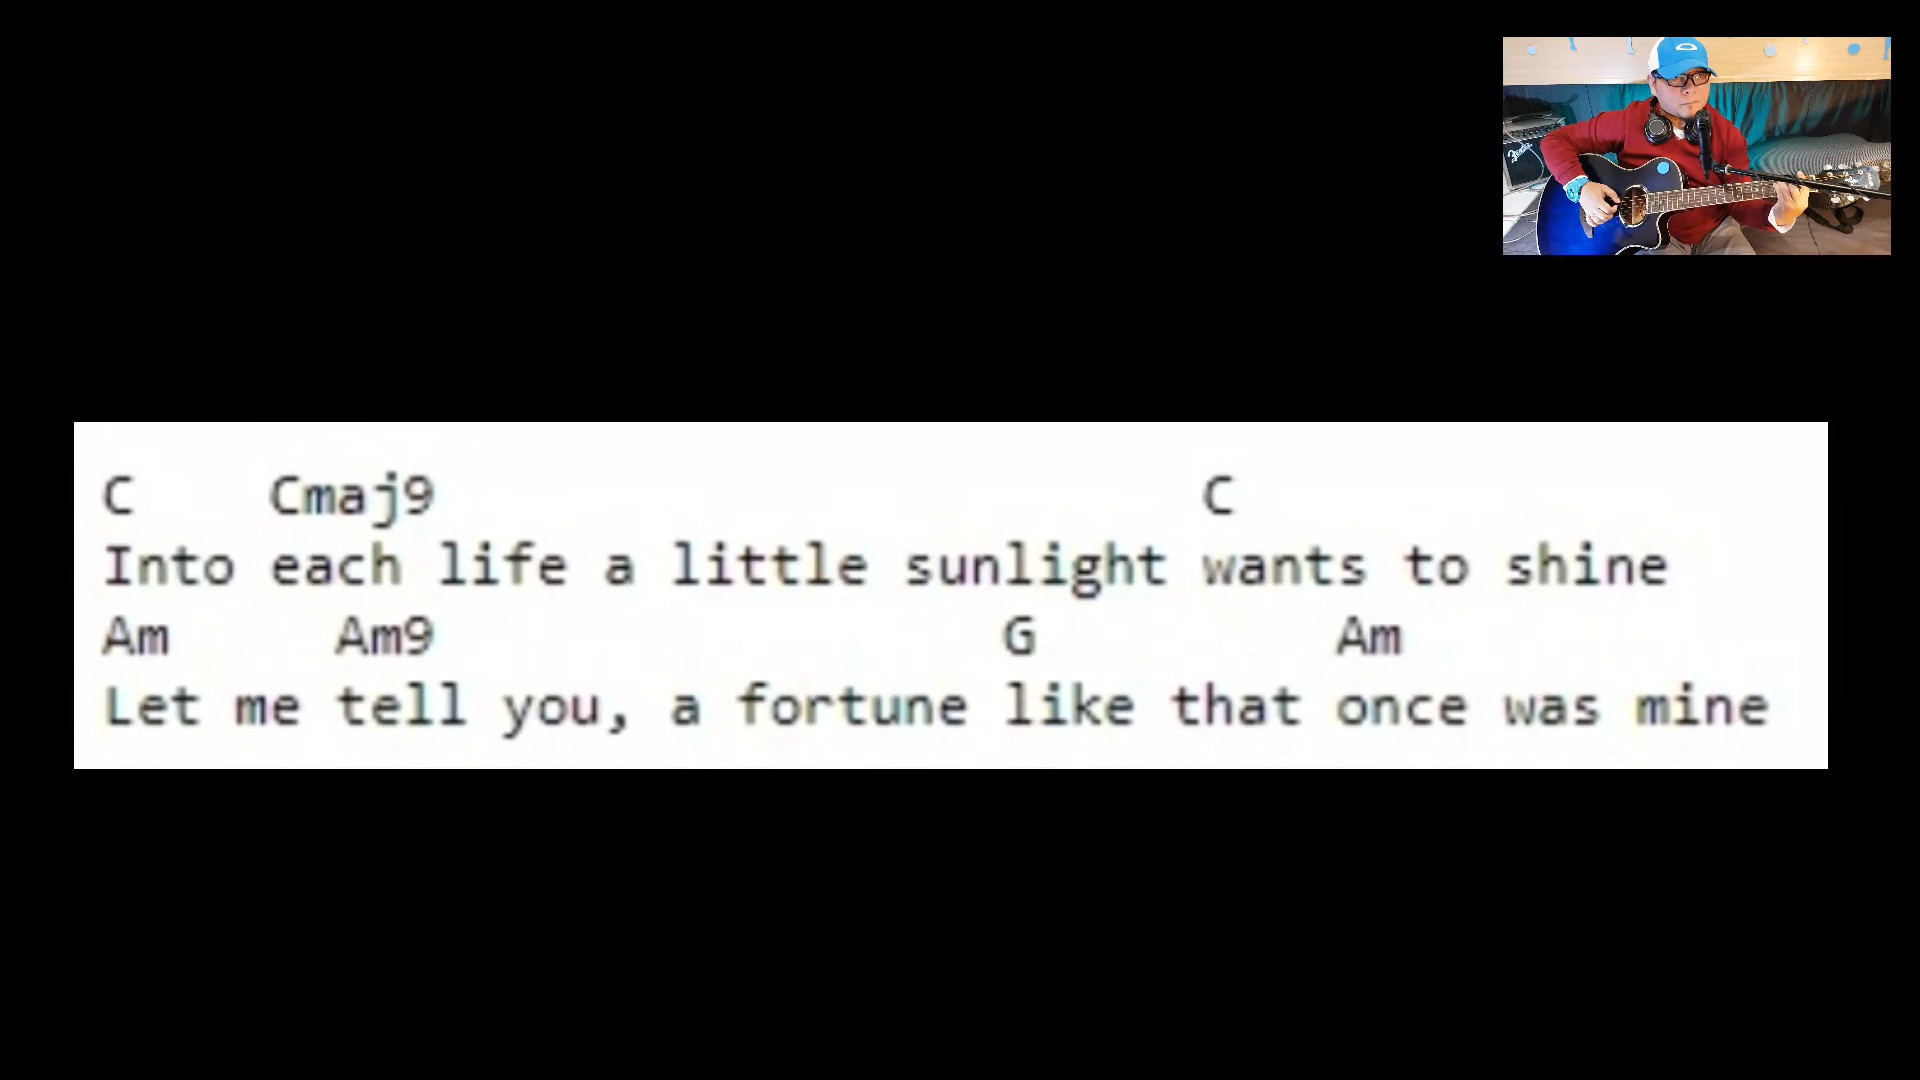 Fender
C    Cmaj9                       C
Into each life a little sunlight wants to shine
Am     Am9                 G         Am
Let me tell you, a fortune like that once was mine